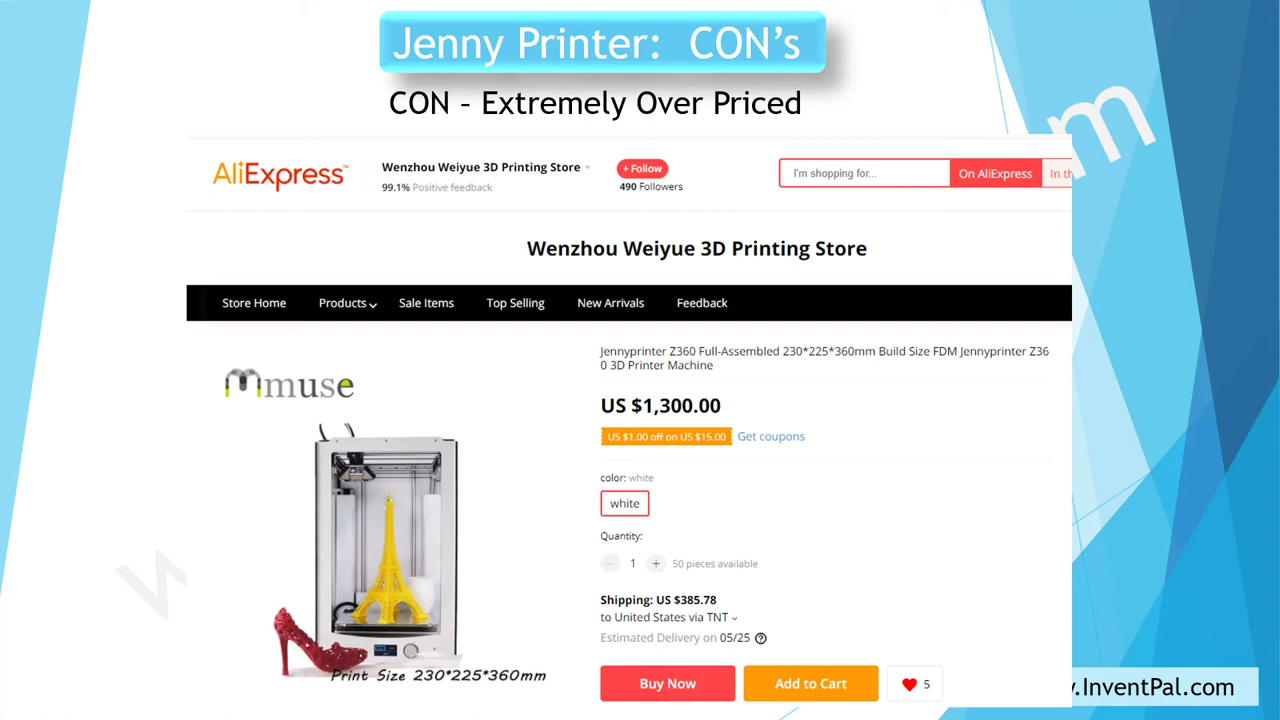 Jenny Printer: CON's
CON – Extremely Over Priced
m
AliExpress™
Wenzhou Weiyue 3D Printing Store
+ Follow
99.1% Positive feedback
490 Followers
I'm shopping for...
On AliExpress
In th
Wenzhou Weiyue 3D Printing Store
Store Home Products Sale Items Top Selling New Arrivals Feedback
mmuse
Jennyprinter Z360 Full-Assembled 230*225*360mm Build Size FDM Jennyprinter Z36
0 3D Printer Machine
US $1,300.00
US $1.00 off on US $15.00 Get coupons
color: white
white
Quantity:
− 1 + 50 pieces available
Shipping: US $385.78
to United States via TNT
Estimated Delivery on 05/25 ?
Print Size 230*225*360mm
Buy Now
Add to Cart
5
w
.InventPal.com